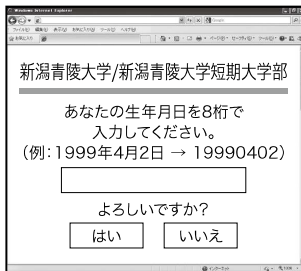 Windows Internet Explorer
新潟青陵大学/新潟青陵大学短期大学部
あなたの生年月日を8桁で
入力してください。
(例:1999年4月2日 → 19990402)
よろしいですか?
はい
いいえ